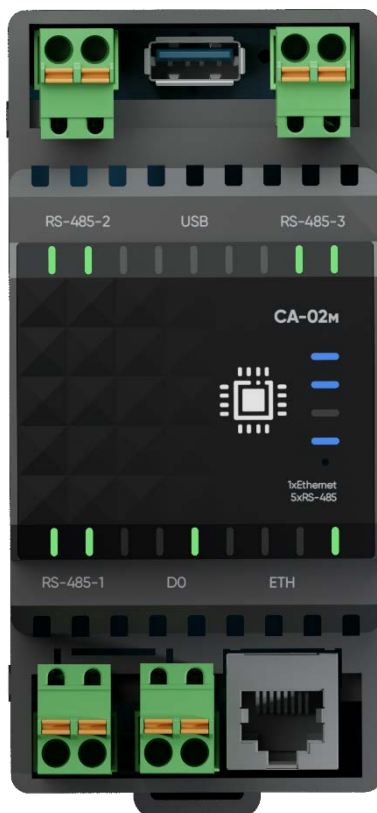 RS-485-2 USB RS-485-3
CA-02м
1xEthernet
5xRS-485
RS-485-1 DO ETH